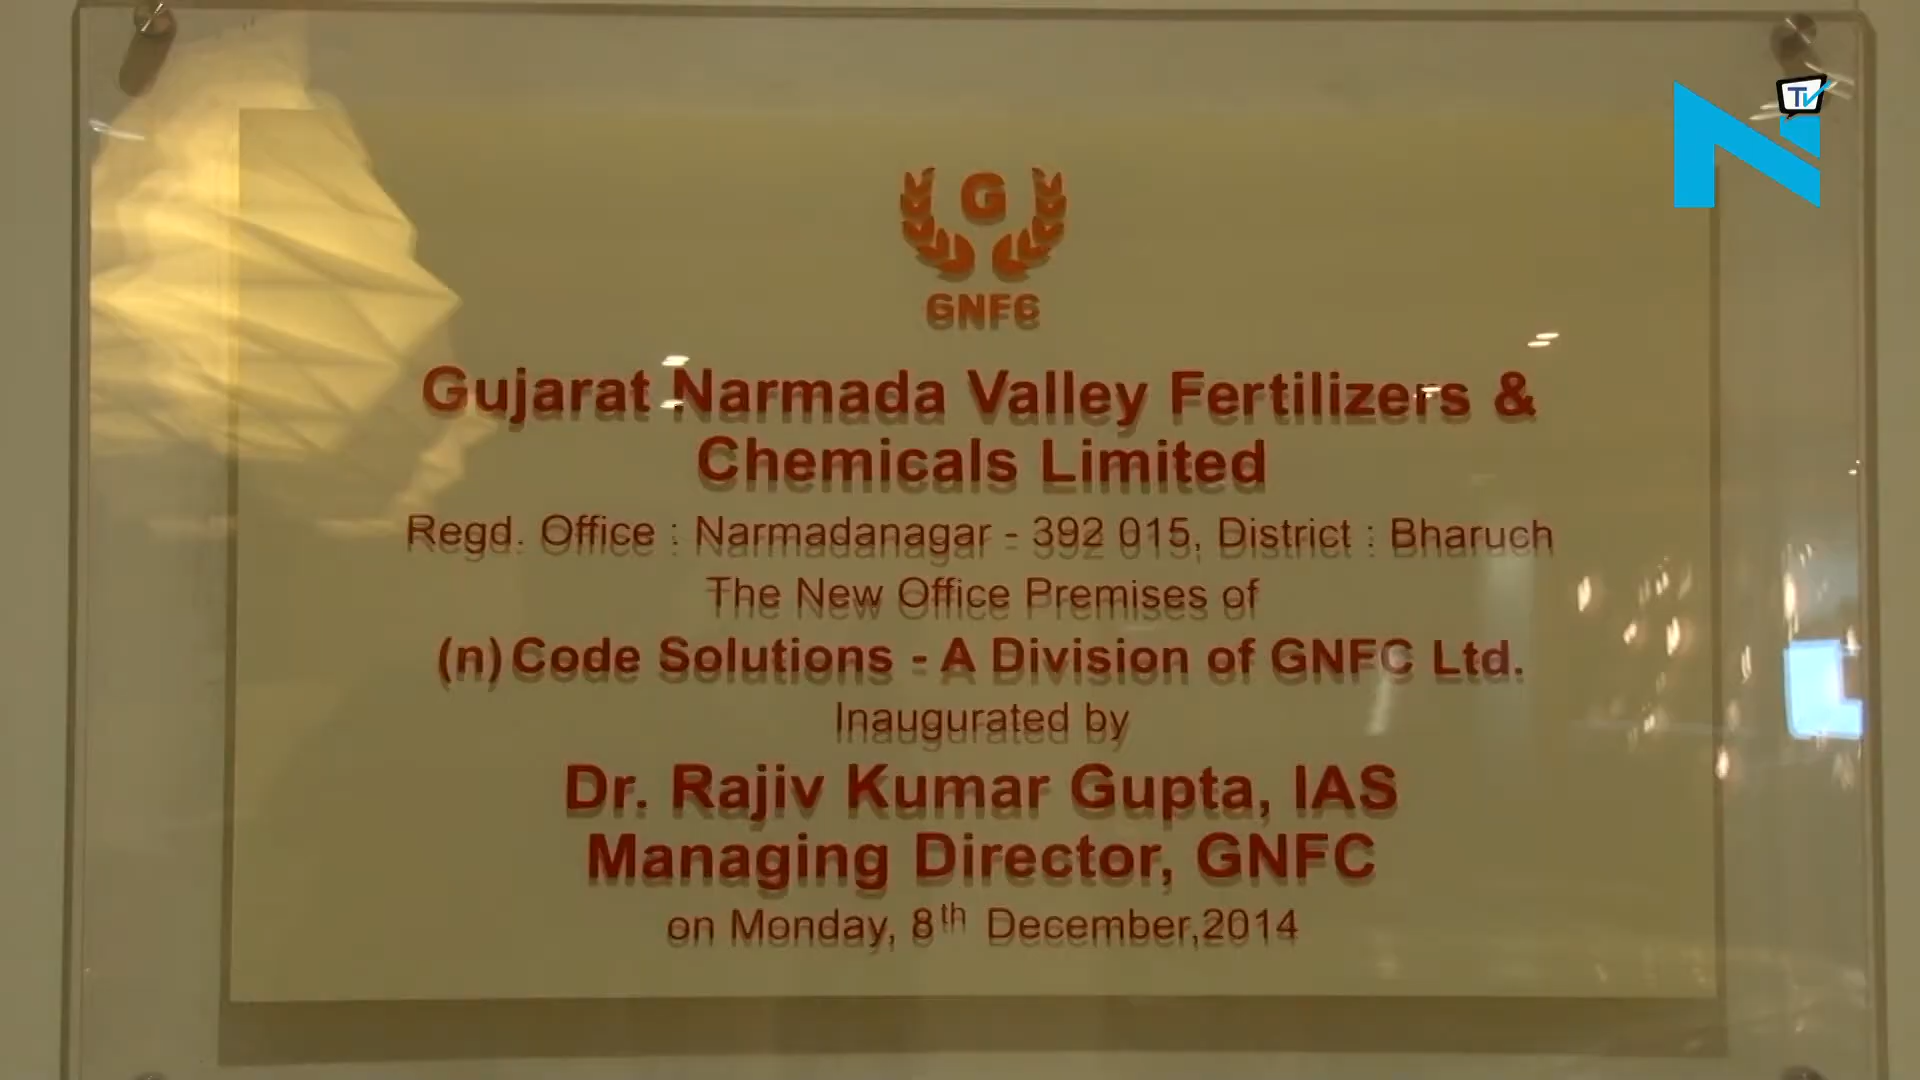 TV
G
GNFC
Gujarat Narmada Valley Fertilizers &
Chemicals Limited
Regd. Office : Narmadanagar - 392 015, District : Bharuch
The New Office Premises of
(n)Code Solutions - A Division of GNFC Ltd.
Inaugurated by
Dr. Rajiv Kumar Gupta, IAS
Managing Director, GNFC
on Monday, 8th December,2014